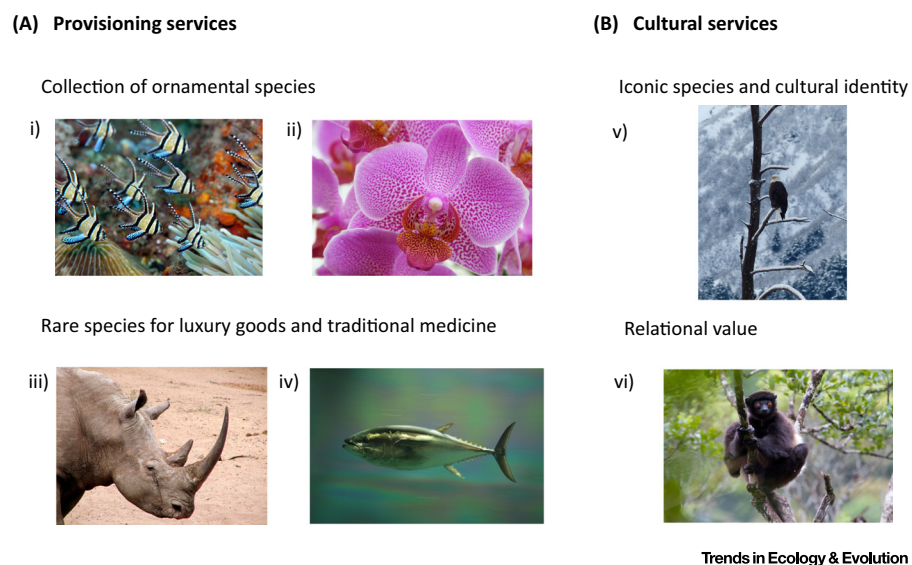 (A) Provisioning services
(B) Cultural services
Collection of ornamental species
Iconic species and cultural identity
i)
ii)
v)
Rare species for luxury goods and traditional medicine
Relational value
iii)
iv)
vi)
Trends in Ecology & Evolution